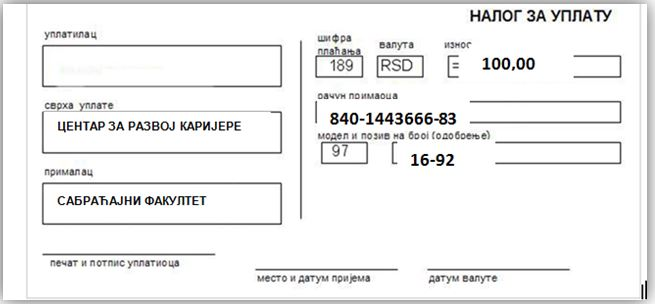 НАЛОГ ЗА УПЛАТУ
уплатилац
шифра плаћања
валута
износ
189
RSD
=
100,00
сврха уплате
ЦЕНТАР ЗА РАЗВОЈ КАРИЈЕРЕ
рачун примаоца
840-1443666-83
модел и позив на број (одобрење)
97
16-92
прималац
САБРАЋАЈНИ ФАКУЛТЕТ
печат и потпис уплатиоца
место и датум пријема
датум валуте